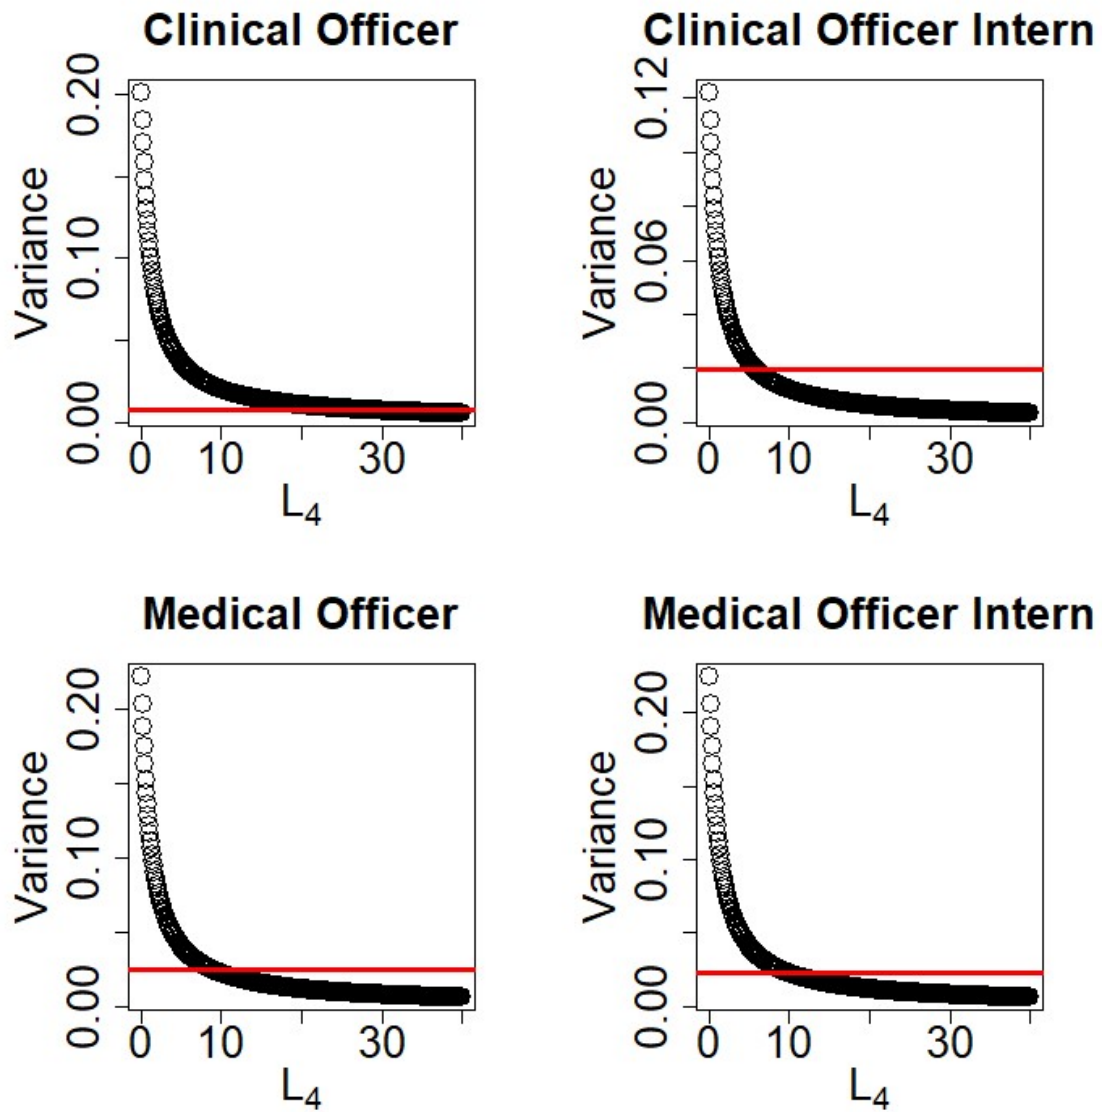 Clinical Officer
Variance
0.00 0.10 0.20
0 10 30
L₄
Clinical Officer Intern
Variance
0.00 0.06 0.12
0 10 30
L₄
Medical Officer
Variance
0.00 0.10 0.20
0 10 30
L₄
Medical Officer Intern
Variance
0.00 0.10 0.20
0 10 30
L₄